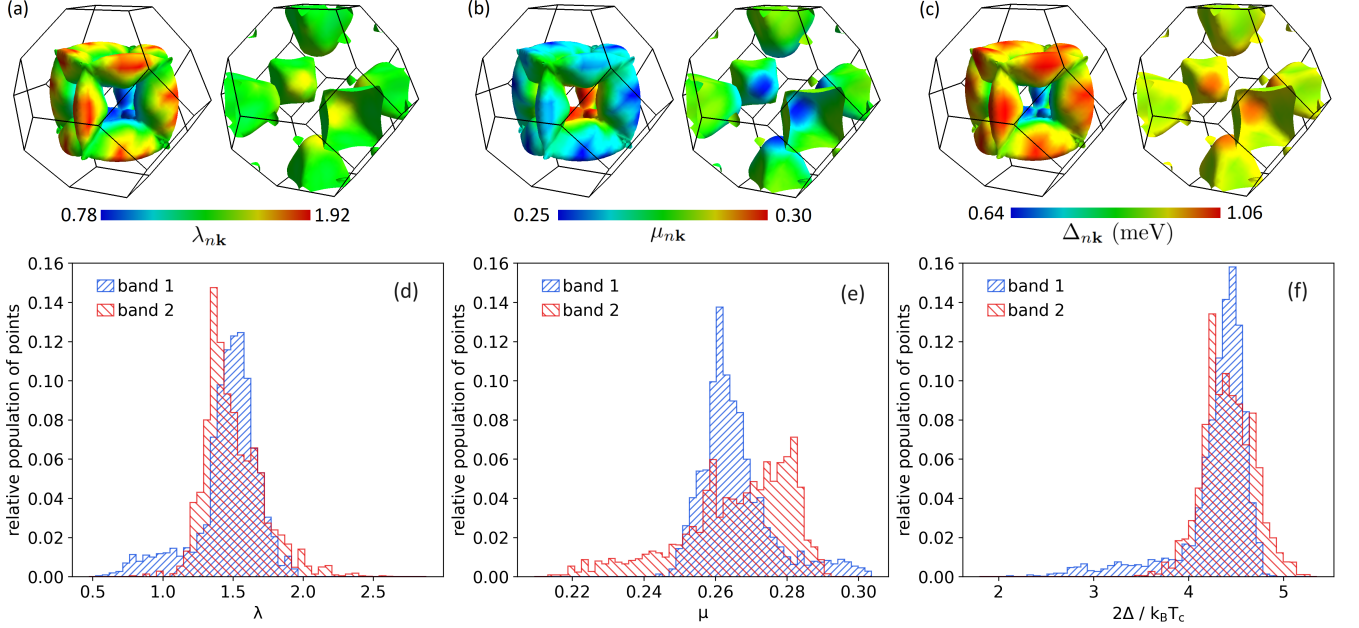 (a) (b) (c)
0.78 1.92 0.25 0.30 0.64 1.06
λnk μnk Δnk (meV)
0.16 0.16 0.16
band 1 (d) band 1 (e) band 1 (f)
0.14 0.14 0.14
band 2 band 2 band 2
0.12 0.12 0.12
0.10 0.10 0.10
0.08 0.08 0.08
0.06 0.06 0.06
0.04 0.04 0.04
0.02 0.02 0.02
0.00 0.00 0.00
relative population of points relative population of points relative population of points
0.5 1.0 1.5 2.0 2.5 0.22 0.24 0.26 0.28 0.30 2 3 4 5
λ μ 2Δ / kBTc